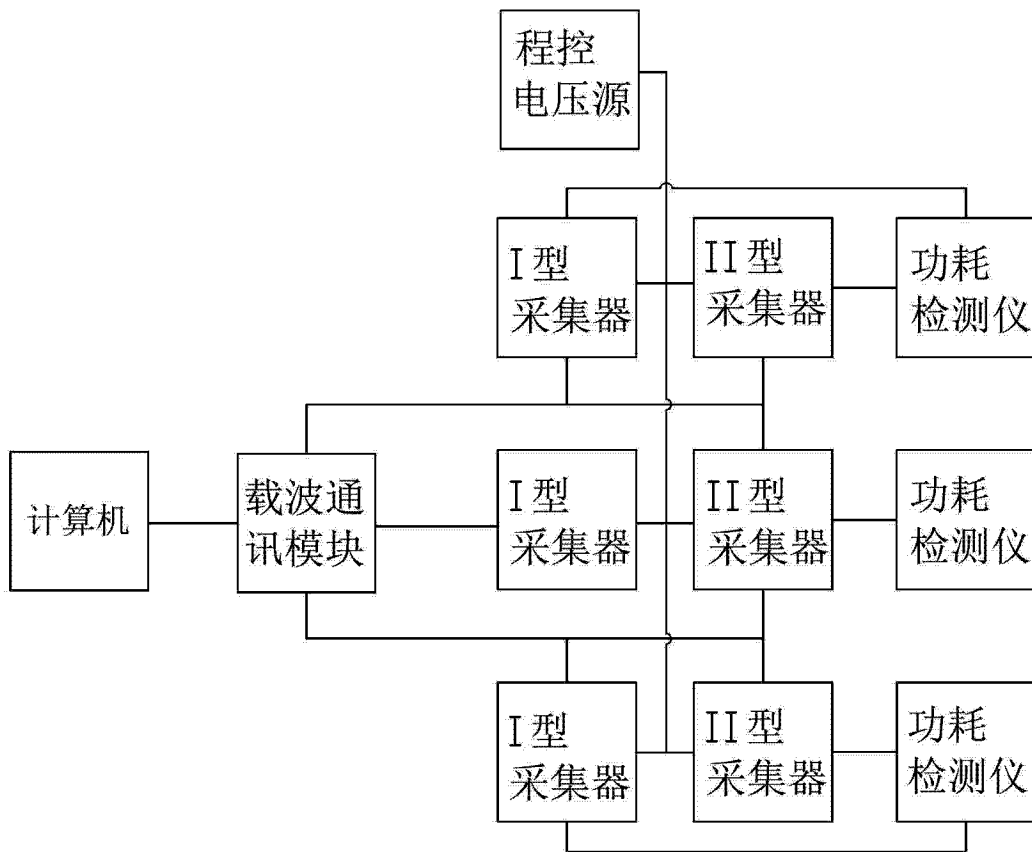 程控
电压源
I型
采集器
II型
采集器
功耗
检测仪
计算机
载波通
讯模块
I型
采集器
II型
采集器
功耗
检测仪
I型
采集器
II型
采集器
功耗
检测仪